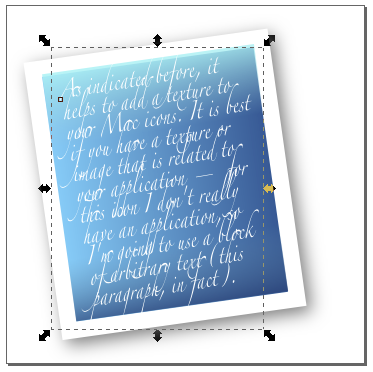 As indicated before, it
helps to add a texture to
your Mac icons. It is best
if you have a texture or
image that is related to
your application — for
this icon I don't really
have an application, so
I'm going to use a block
of arbitrary text (this
paragraph, in fact).